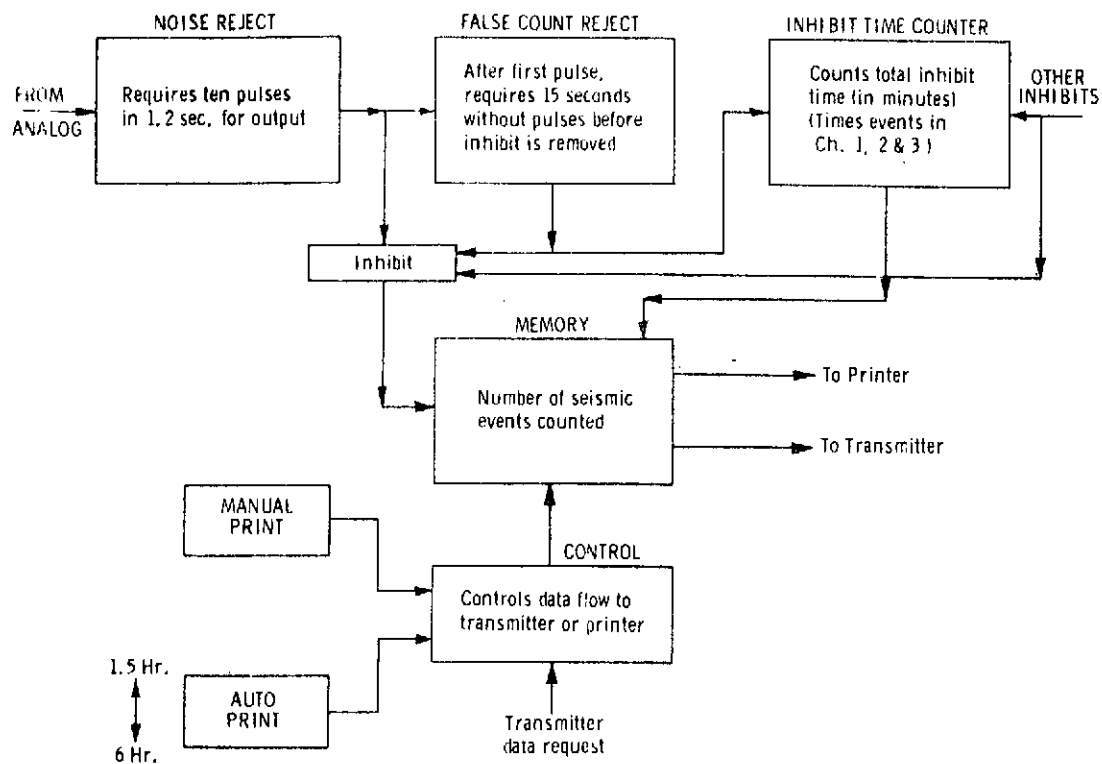 NOISE REJECT
FALSE COUNT REJECT
INHIBIT TIME COUNTER
FROM
ANALOG
Requires ten pulses
in 1.2 sec. for output
After first pulse,
requires 15 seconds
without pulses before
inhibit is removed
Counts total inhibit
time (in minutes)
(Times events in
Ch. 1, 2 & 3)
OTHER
INHIBITS
Inhibit
MEMORY
Number of seismic
events counted
To Printer
To Transmitter
MANUAL
PRINT
CONTROL
Controls data flow to
transmitter or printer
1.5 Hr.
6 Hr.
AUTO
PRINT
Transmitter
data request